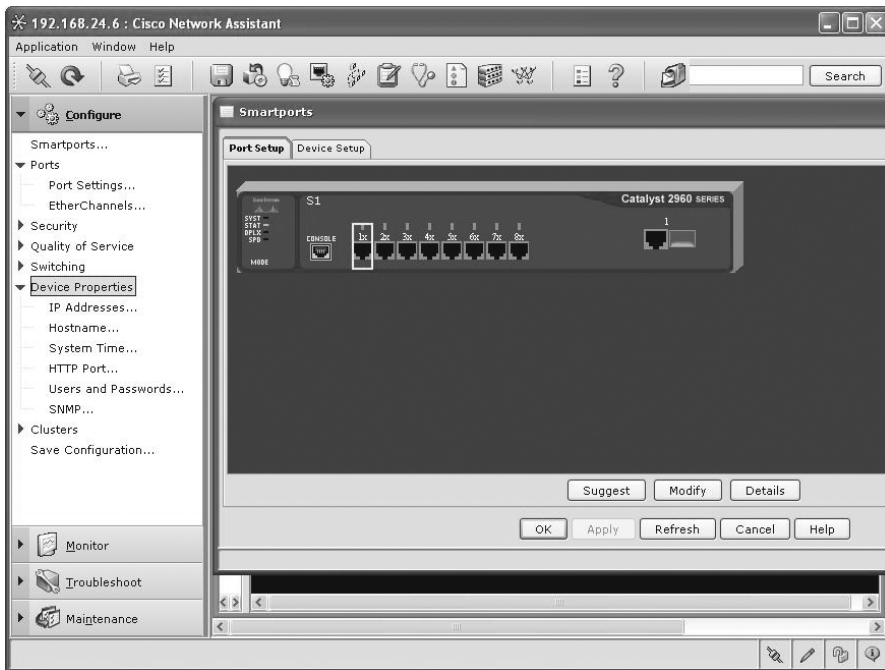 192.168.24.6 : Cisco Network Assistant
Application Window Help
Search
Configure
Smartports...
Ports
Port Settings...
EtherChannels...
Security
Quality of Service
Switching
Device Properties
IP Addresses...
Hostname...
System Time...
HTTP Port...
Users and Passwords...
SNMP...
Clusters
Save Configuration...
Monitor
Troubleshoot
Maintenance
Smartports
Port Setup Device Setup
S1 Catalyst 2960 SERIES
SYST
STAT
DPLX
SPD
MODE
CONSOLE
1x 2x 3x 4x 5x 6x 7x 8x
1
Suggest Modify Details
OK Apply Refresh Cancel Help